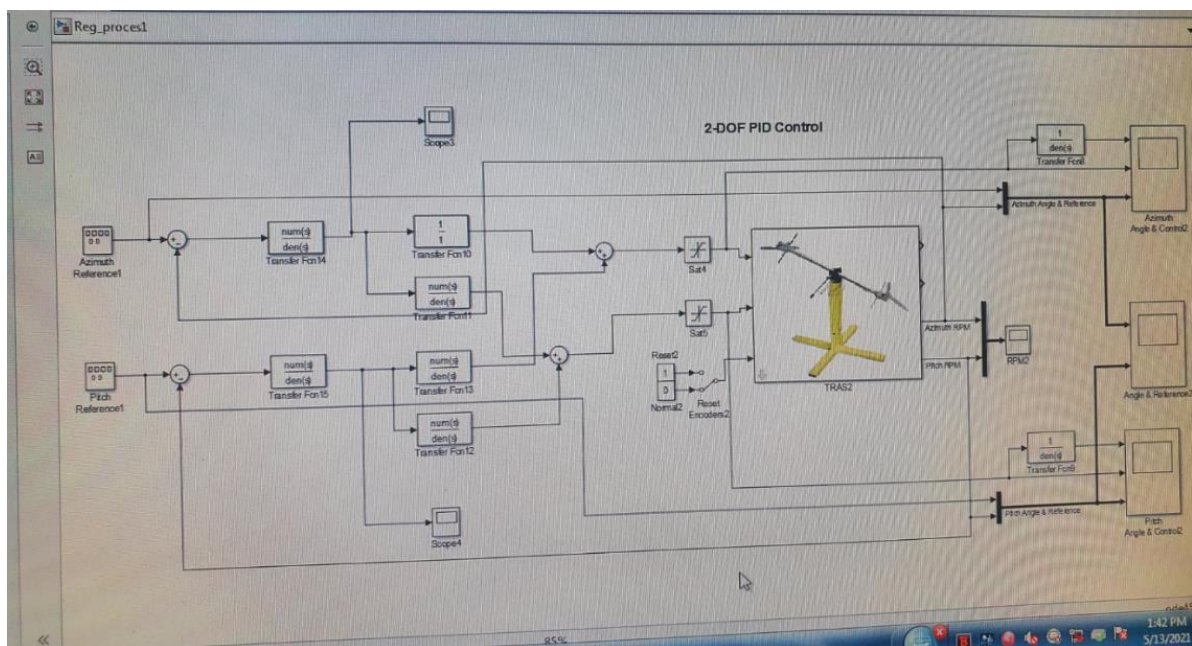 Reg_proces1
2-DOF PID Control
Scope3
1
den(s)
Transfer Fcn8
Azimuth Angle & Reference
Azimuth
Angle & Control2
Azimuth
Reference1
num(s)
den(s)
Transfer Fcn14
1
1
Transfer Fcn10
num(s)
den(s)
Transfer Fcn11
Sat4
Sat5
Azimuth RPM
Pitch RPM
RPM2
TRAS2
Pitch
Reference1
num(s)
den(s)
Transfer Fcn15
num(s)
den(s)
Transfer Fcn13
num(s)
den(s)
Transfer Fcn12
Reset2
1
0
Normal2
Reset
Encoders2
1
den(s)
Transfer Fcn9
Pitch Angle & Reference
Pitch
Angle & Control2
Scope4
85%
1:42 PM
5/13/2021